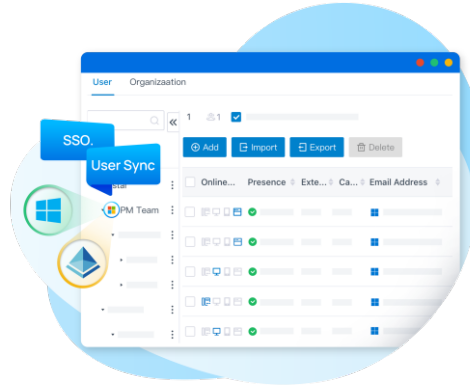 User Organizaation
1 1
SSO.
User Sync
Add Import Export Delete
Online... Presence Exte... Ca... Email Address
PM Team